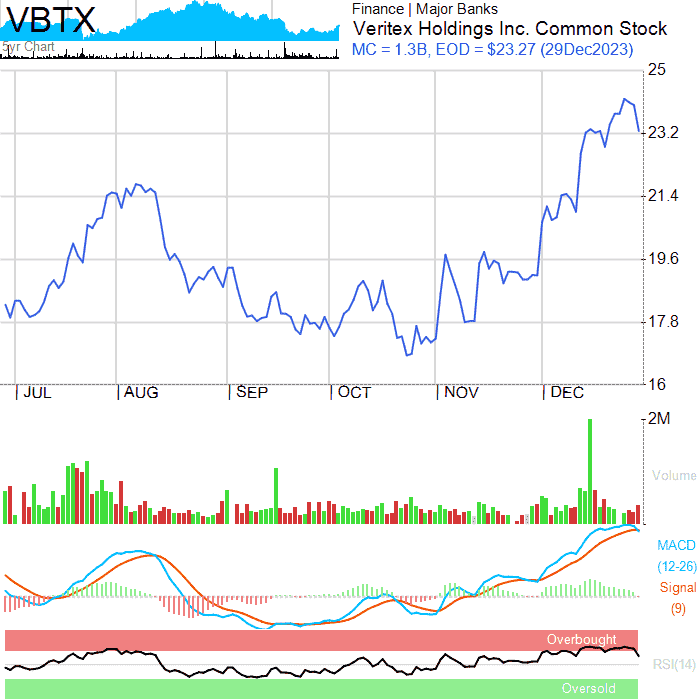 VBTX
5yr Chart
Finance | Major Banks
Veritex Holdings Inc. Common Stock
MC = 1.3B, EOD = $23.27 (29Dec2023)
25
23.2
21.4
19.6
17.8
16
JUL
AUG
SEP
OCT
NOV
DEC
2M
Volume
MACD
(12-26)
Signal
(9)
Overbought
RSI(14)
Oversold